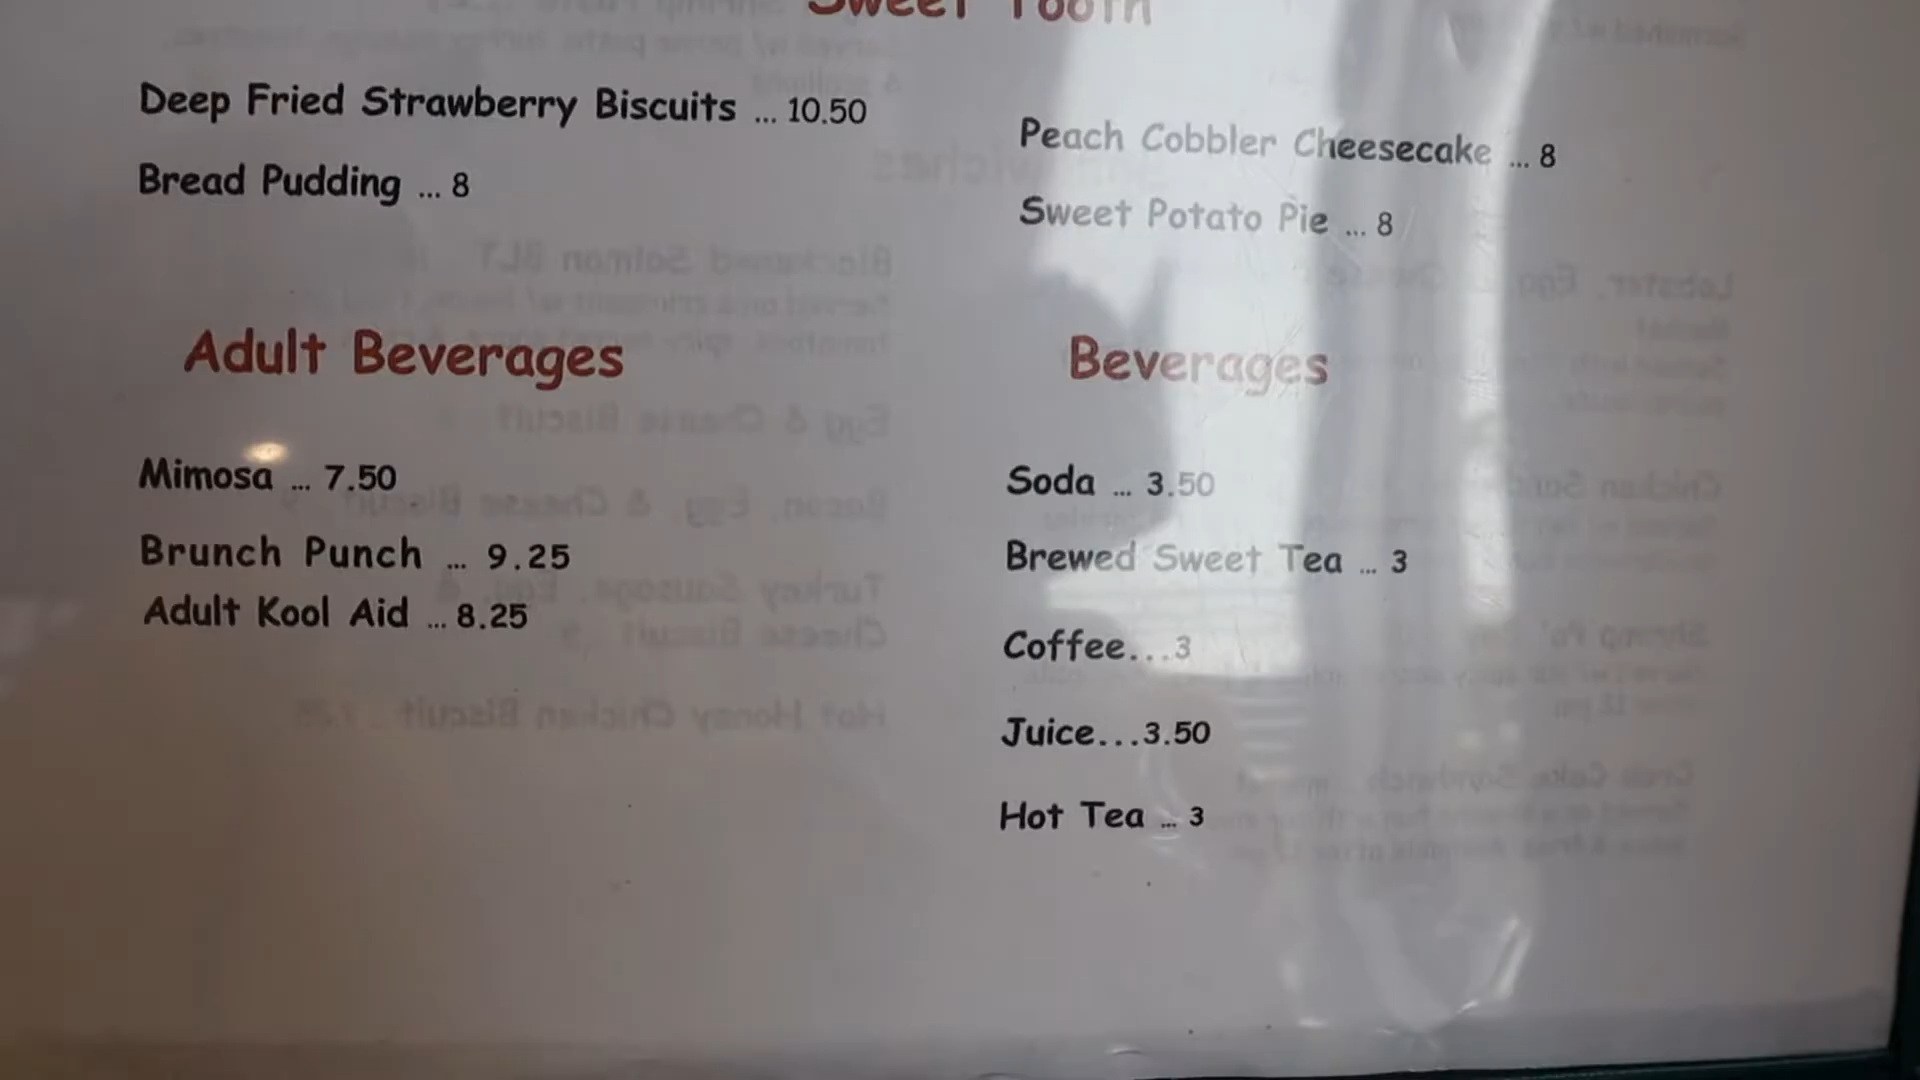 Sweet Tooth
Deep Fried Strawberry Biscuits ... 10.50
Bread Pudding ... 8
Peach Cobbler Cheesecake ... 8
Sweet Potato Pie ... 8
Adult Beverages
Mimosa ... 7.50
Brunch Punch ... 9.25
Adult Kool Aid ... 8.25
Beverages
Soda ... 3.50
Brewed Sweet Tea ... 3
Coffee...3
Juice...3.50
Hot Tea ... 3